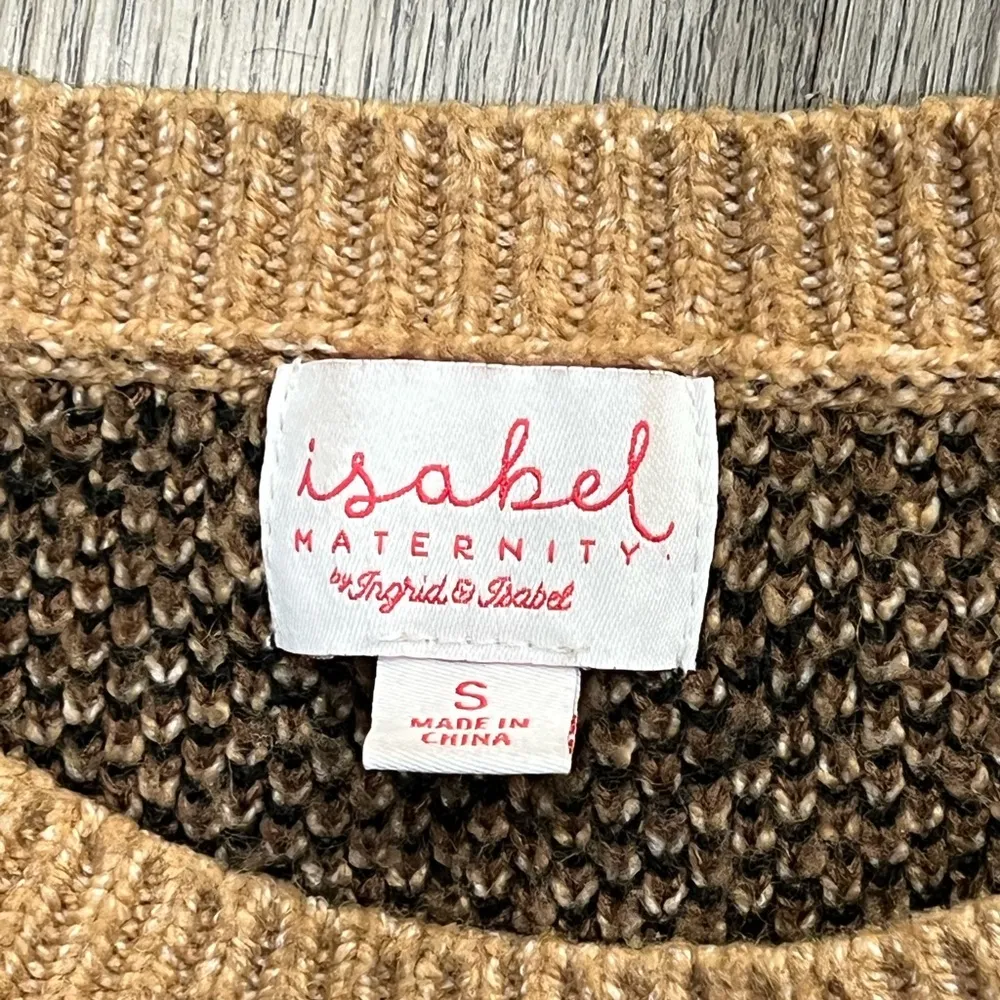 isabel
MATERNITY.
by Ingrid & Isabel
S
MADE IN
CHINA